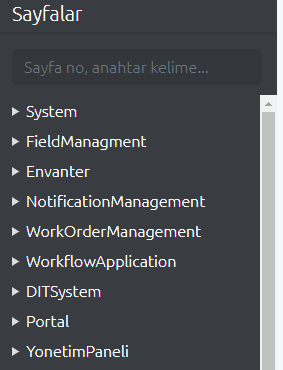 Sayfalar
Sayfa no, anahtar kelime...
System
FieldManagment
Envanter
NotificationManagement
WorkOrderManagement
WorkflowApplication
DITSystem
Portal
YonetimPaneli